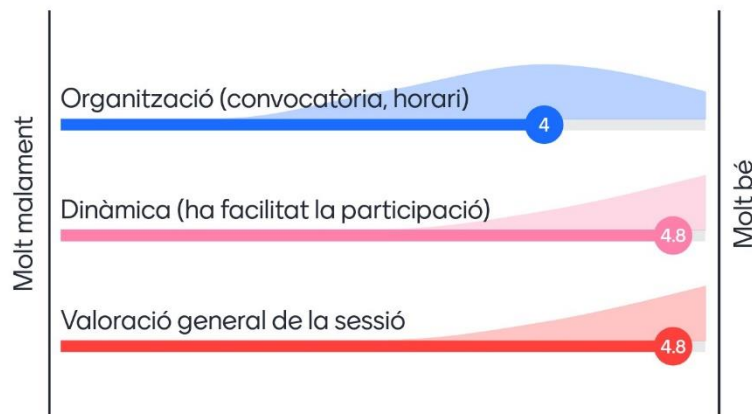 Molt malament
Organització (convocatòria, horari)
4
Dinàmica (ha facilitat la participació)
4.8
Valoració general de la sessió
4.8
Molt bé